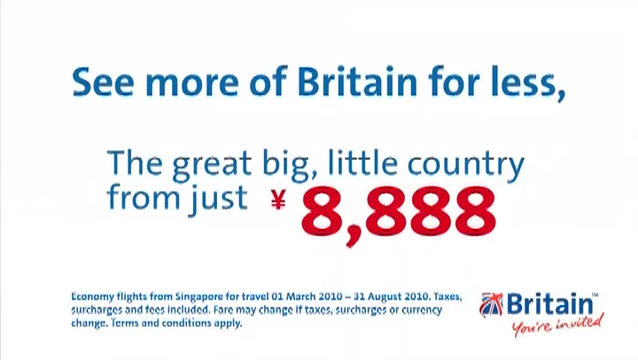 See more of Britain for less,
The great big, little country
from just ¥ 8,888
Economy flights from Singapore for travel 01 March 2010 – 31 August 2010. Taxes,
surcharges and fees included. Fare may change if taxes, surcharges or currency
change. Terms and conditions apply.
Britain™
You're invited